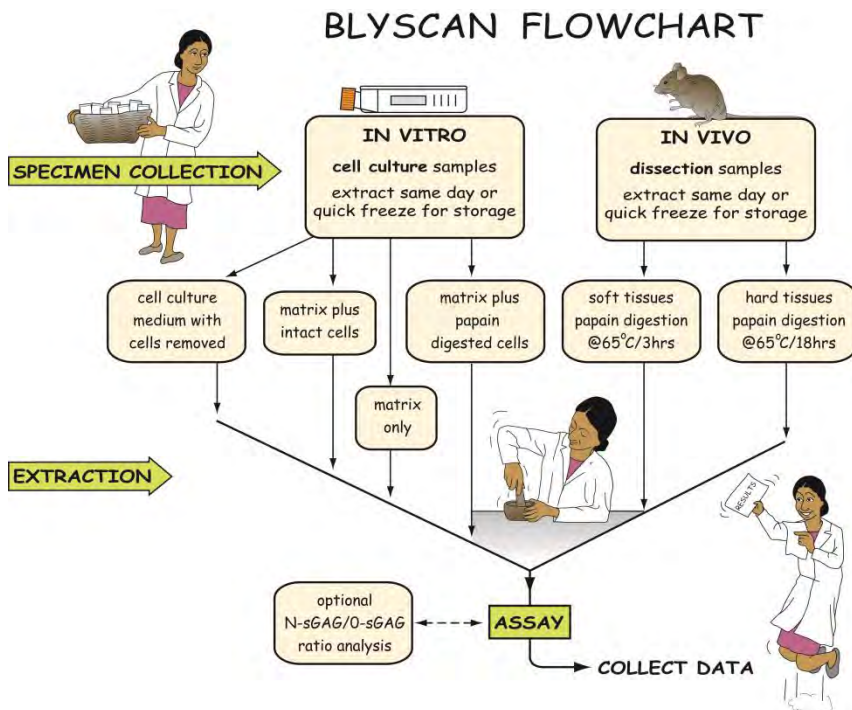 BLYSCAN FLOWCHART
SPECIMEN COLLECTION
IN VITRO
cell culture samples
extract same day or
quick freeze for storage
IN VIVO
dissection samples
extract same day or
quick freeze for storage
cell culture
medium with
cells removed
matrix plus
intact cells
matrix
only
matrix plus
papain
digested cells
soft tissues
papain digestion
@65°C/3hrs
hard tissues
papain digestion
@65°C/18hrs
EXTRACTION
RESULTS
optional
N-sGAG/O-sGAG
ratio analysis
ASSAY
COLLECT DATA